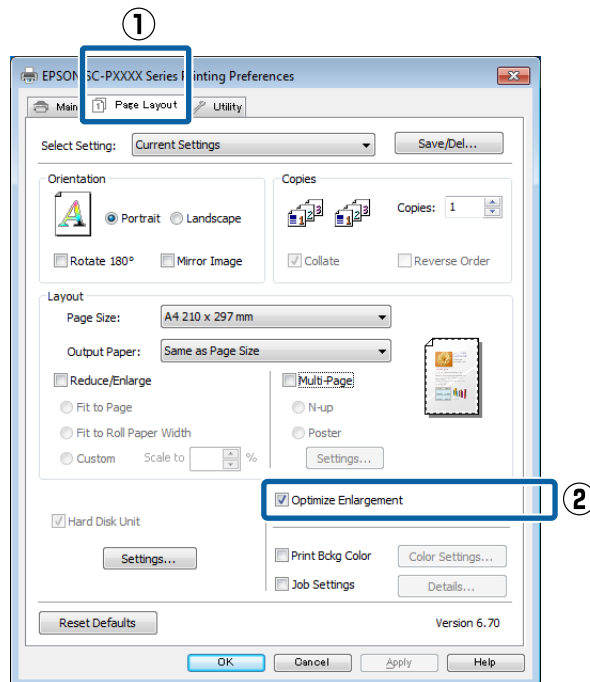 ①
EPSON SC-PXXXX Series Printing Preferences
Main Page Layout Utility
Select Setting: Current Settings Save/Del...
Orientation
Portrait Landscape
Rotate 180° Mirror Image
Copies
Copies: 1
Collate Reverse Order
Layout
Page Size: A4 210 x 297 mm
Output Paper: Same as Page Size
Reduce/Enlarge
Fit to Page
Fit to Roll Paper Width
Custom Scale to %
Multi-Page
N-up
Poster
Settings...
Optimize Enlargement
②
Hard Disk Unit
Settings...
Print Bckg Color Color Settings...
Job Settings Details...
Reset Defaults Version 6.70
OK Cancel Apply Help